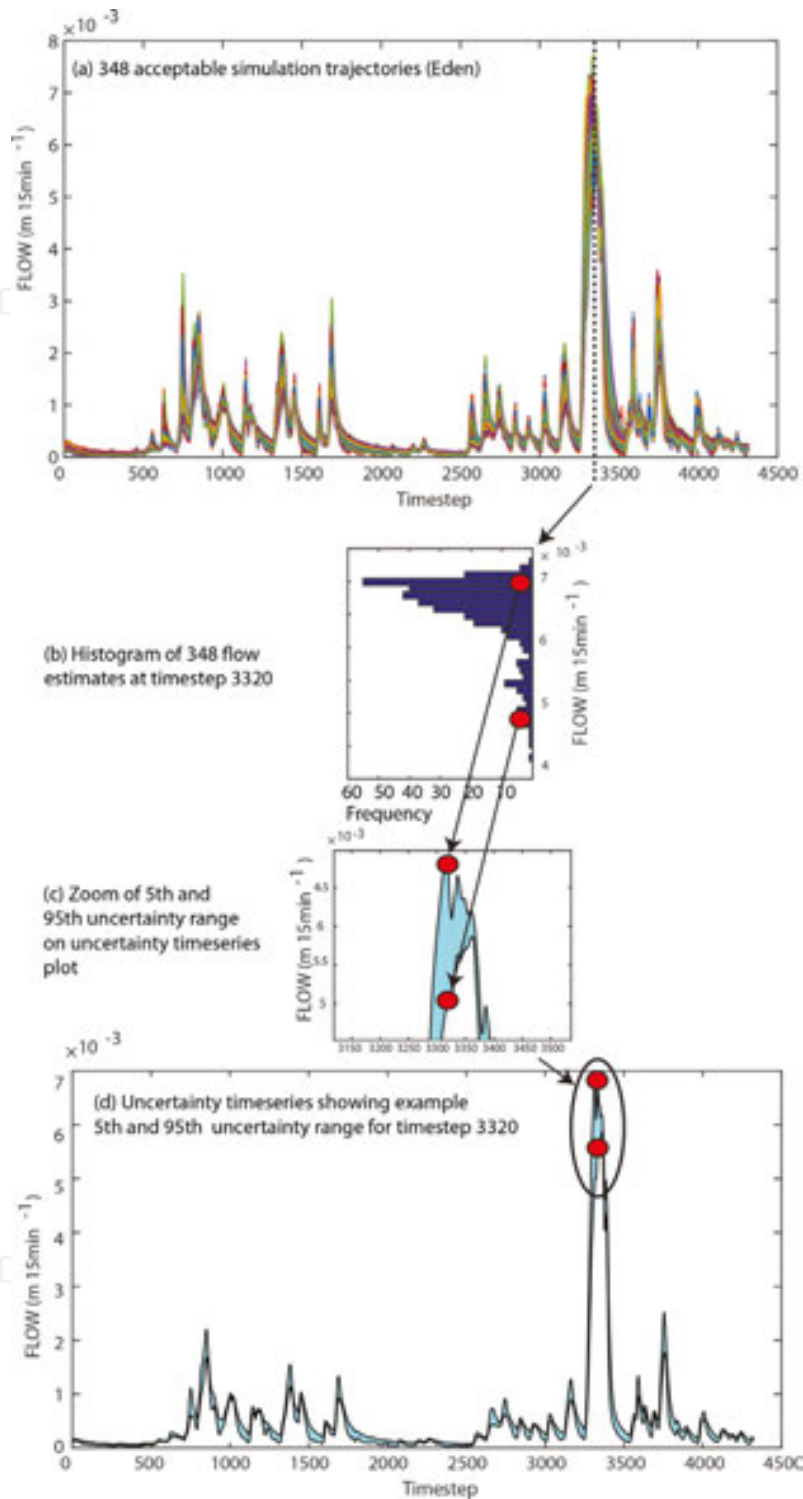 × 10 -3
8
7
6
5
4
3
2
1
0
FLOW (m 15min -1)
(a) 348 acceptable simulation trajectories (Eden)
0 500 1000 1500 2000 2500 3000 3500 4000 4500
Timestep
(b) Histogram of 348 flow
estimates at timestep 3320
× 10 -3
7
6
5
4
FLOW (m 15min -1)
60 50 40 30 20 10
Frequency
(c) Zoom of 5th and
95th uncertainty range
on uncertainty timeseries
plot
×10 -3
6.5
6
5.5
5
FLOW (m 15min -1)
3150 3200 3250 3300 3350 3400 3450 3500
×10 -3
7
6
5
4
3
2
1
0
FLOW (m 15min -1)
(d) Uncertainty timeseries showing example
5th and 95th uncertainty range for timestep 3320
0 500 1000 1500 2000 2500 3000 3500 4000 450C
Timestep